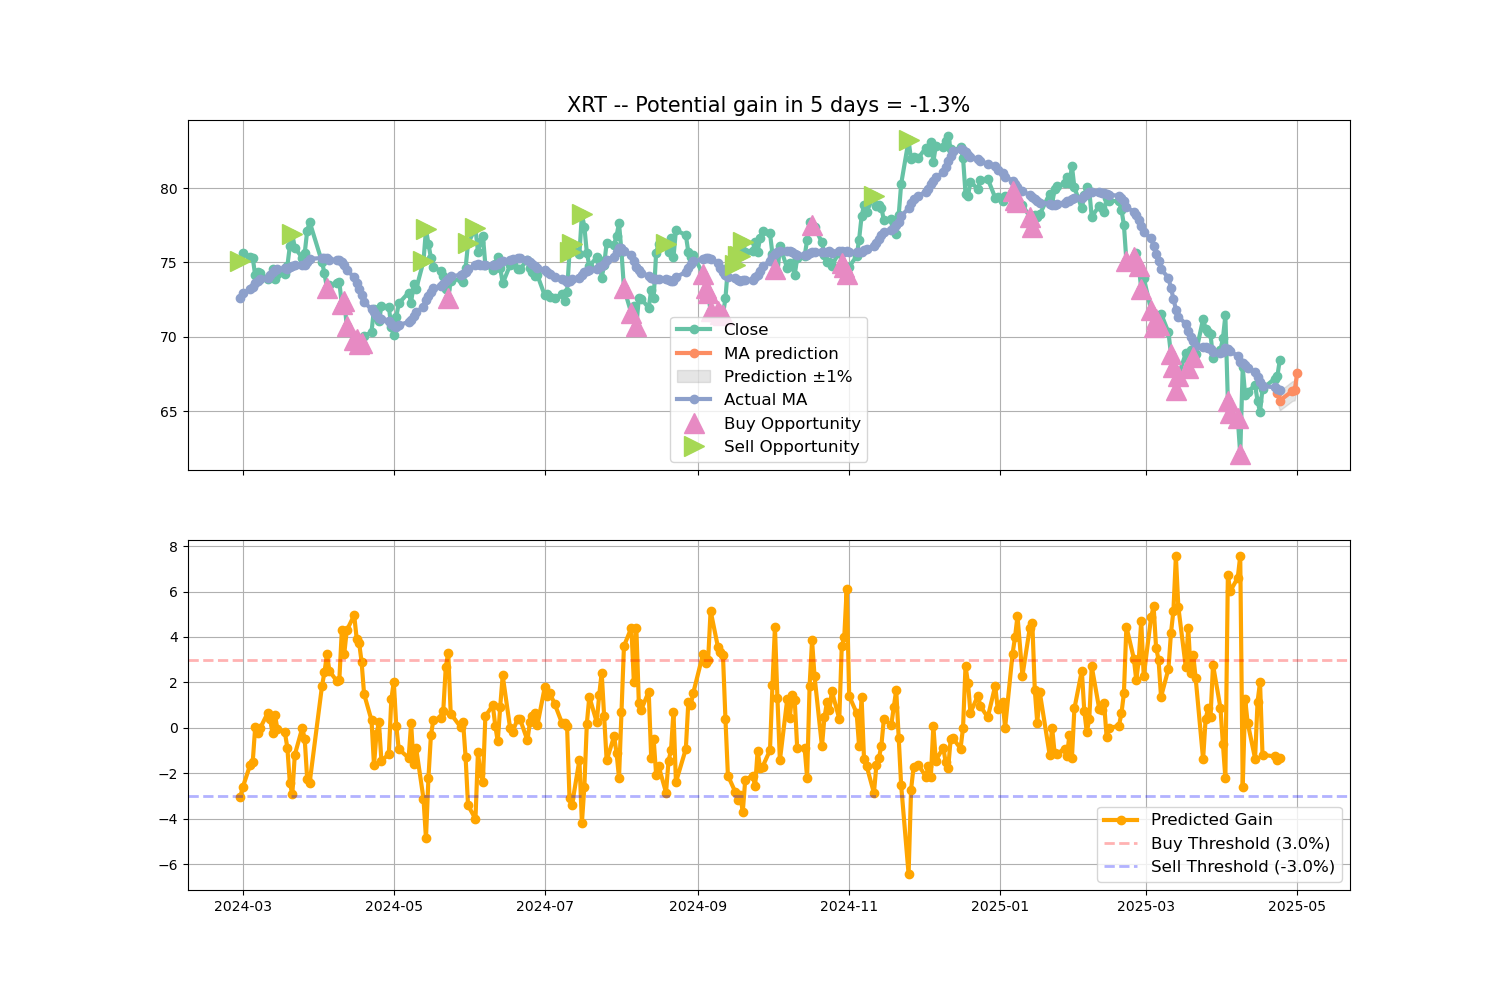 XRT -- Potential gain in 5 days = -1.3%
80
75
70
65
Close
MA prediction
Prediction ±1%
Actual MA
Buy Opportunity
Sell Opportunity
8
6
4
2
0
−2
−4
−6
Predicted Gain
Buy Threshold (3.0%)
Sell Threshold (-3.0%)
2024-03 2024-05 2024-07 2024-09 2024-11 2025-01 2025-03 2025-05